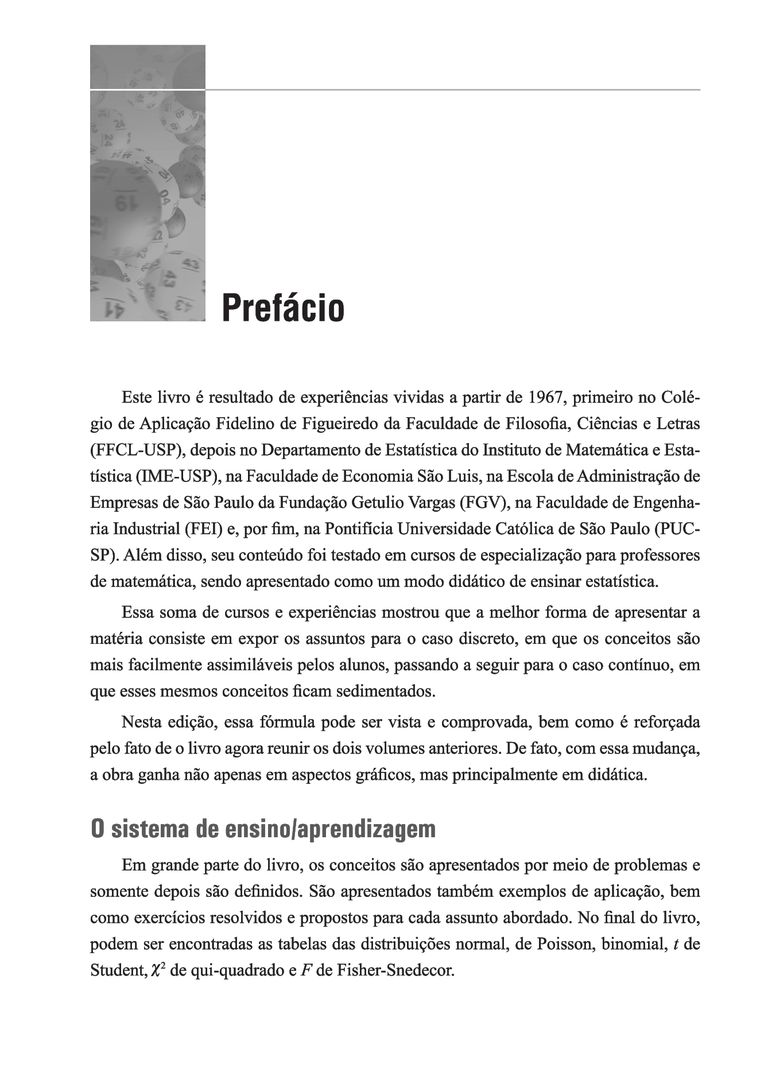 Prefácio
Este livro é resultado de experiências vividas a partir de 1967, primeiro no Colé-
gio de Aplicação Fidelino de Figueiredo da Faculdade de Filosofia, Ciências e Letras
(FFCL-USP), depois no Departamento de Estatística do Instituto de Matemática e Esta-
tística (IME-USP), na Faculdade de Economia São Luis, na Escola de Administração de
Empresas de São Paulo da Fundação Getulio Vargas (FGV), na Faculdade de Engenha-
ria Industrial (FEI) e, por fim, na Pontifícia Universidade Católica de São Paulo (PUC-
SP). Além disso, seu conteúdo foi testado em cursos de especialização para professores
de matemática, sendo apresentado como um modo didático de ensinar estatística.
Essa soma de cursos e experiências mostrou que a melhor forma de apresentar a
matéria consiste em expor os assuntos para o caso discreto, em que os conceitos são
mais facilmente assimiláveis pelos alunos, passando a seguir para o caso contínuo, em
que esses mesmos conceitos ficam sedimentados.
Nesta edição, essa fórmula pode ser vista e comprovada, bem como é reforçada
pelo fato de o livro agora reunir os dois volumes anteriores. De fato, com essa mudança,
a obra ganha não apenas em aspectos gráficos, mas principalmente em didática.
O sistema de ensino/aprendizagem
Em grande parte do livro, os conceitos são apresentados por meio de problemas e
somente depois são definidos. São apresentados também exemplos de aplicação, bem
como exercícios resolvidos e propostos para cada assunto abordado. No final do livro,
podem ser encontradas as tabelas das distribuições normal, de Poisson, binomial, t de
Student, χ² de qui-quadrado e F de Fisher-Snedecor.